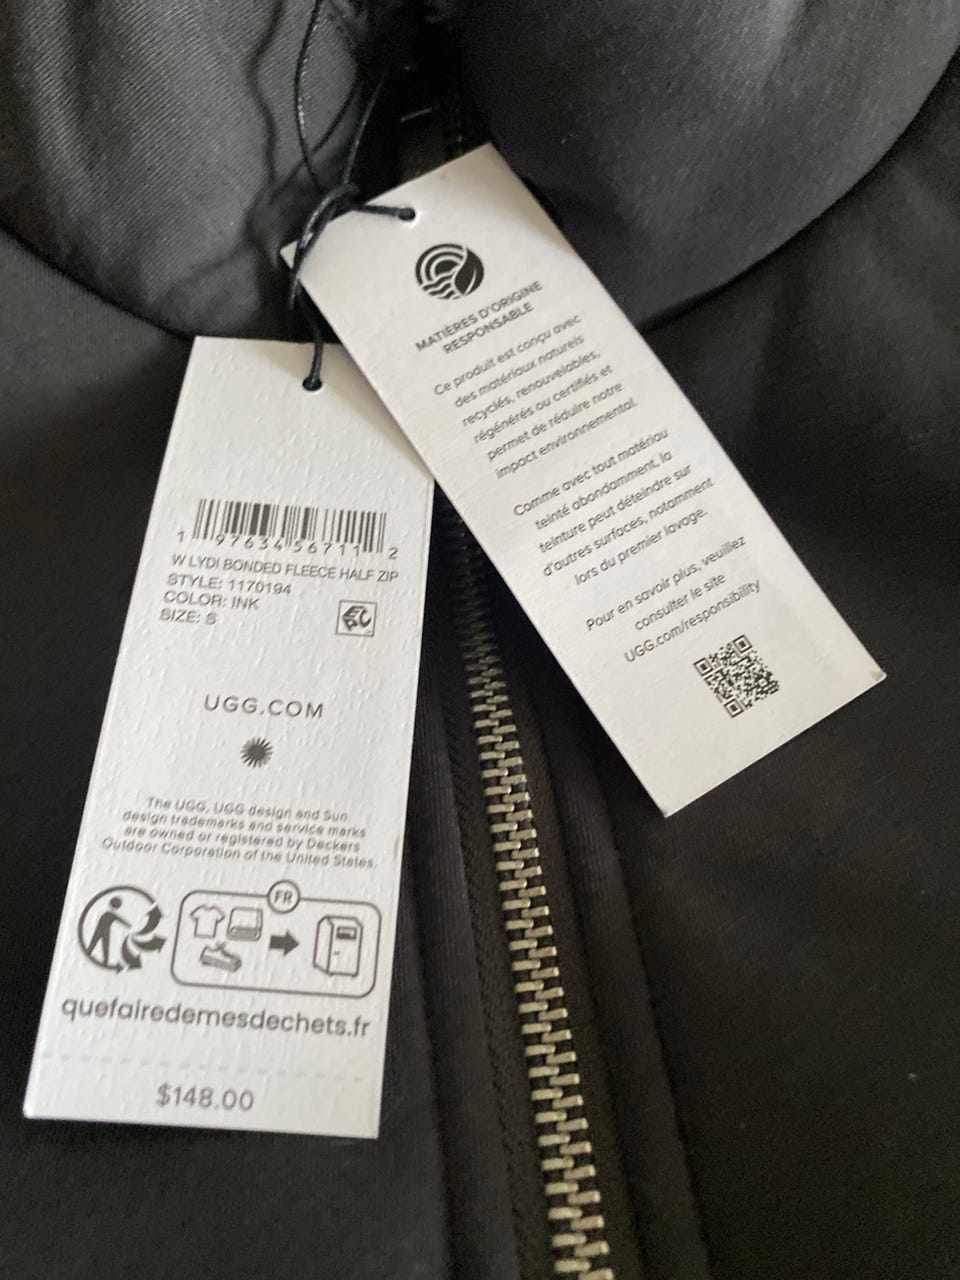 1 97634 56711 2
W LYDI BONDED FLEECE HALF ZIP
STYLE: 1170194
COLOR: INK
SIZE: S
EPC
UGG.COM
The UGG, UGG design and Sun
design trademarks and service marks
are owned or registered by Deckers
Outdoor Corporation of the United States.
FR
quefairedemesdechets.fr
$148.00
MATIÈRES D'ORIGINE
RESPONSABLE
Ce produit est conçu avec
des matériaux naturels
recyclés, renouvelables,
régénérés ou certifiés et
permet de réduire notre
impact environnemental.
Comme avec tout matériau
teinté abondamment, la
teinture peut déteindre sur
d'autres surfaces, notamment
lors du premier lavage.
Pour en savoir plus, veuillez
consulter le site
UGG.com/responsibility